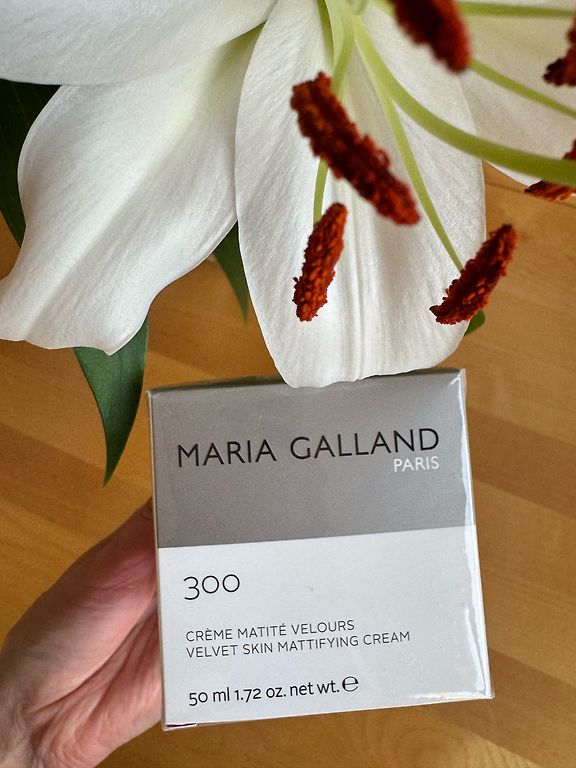 MARIA GALLAND
PARIS
300
CRÈME MATITÉ VELOURS
VELVET SKIN MATTIFYING CREAM
50 ml 1.72 oz. net wt. ℮